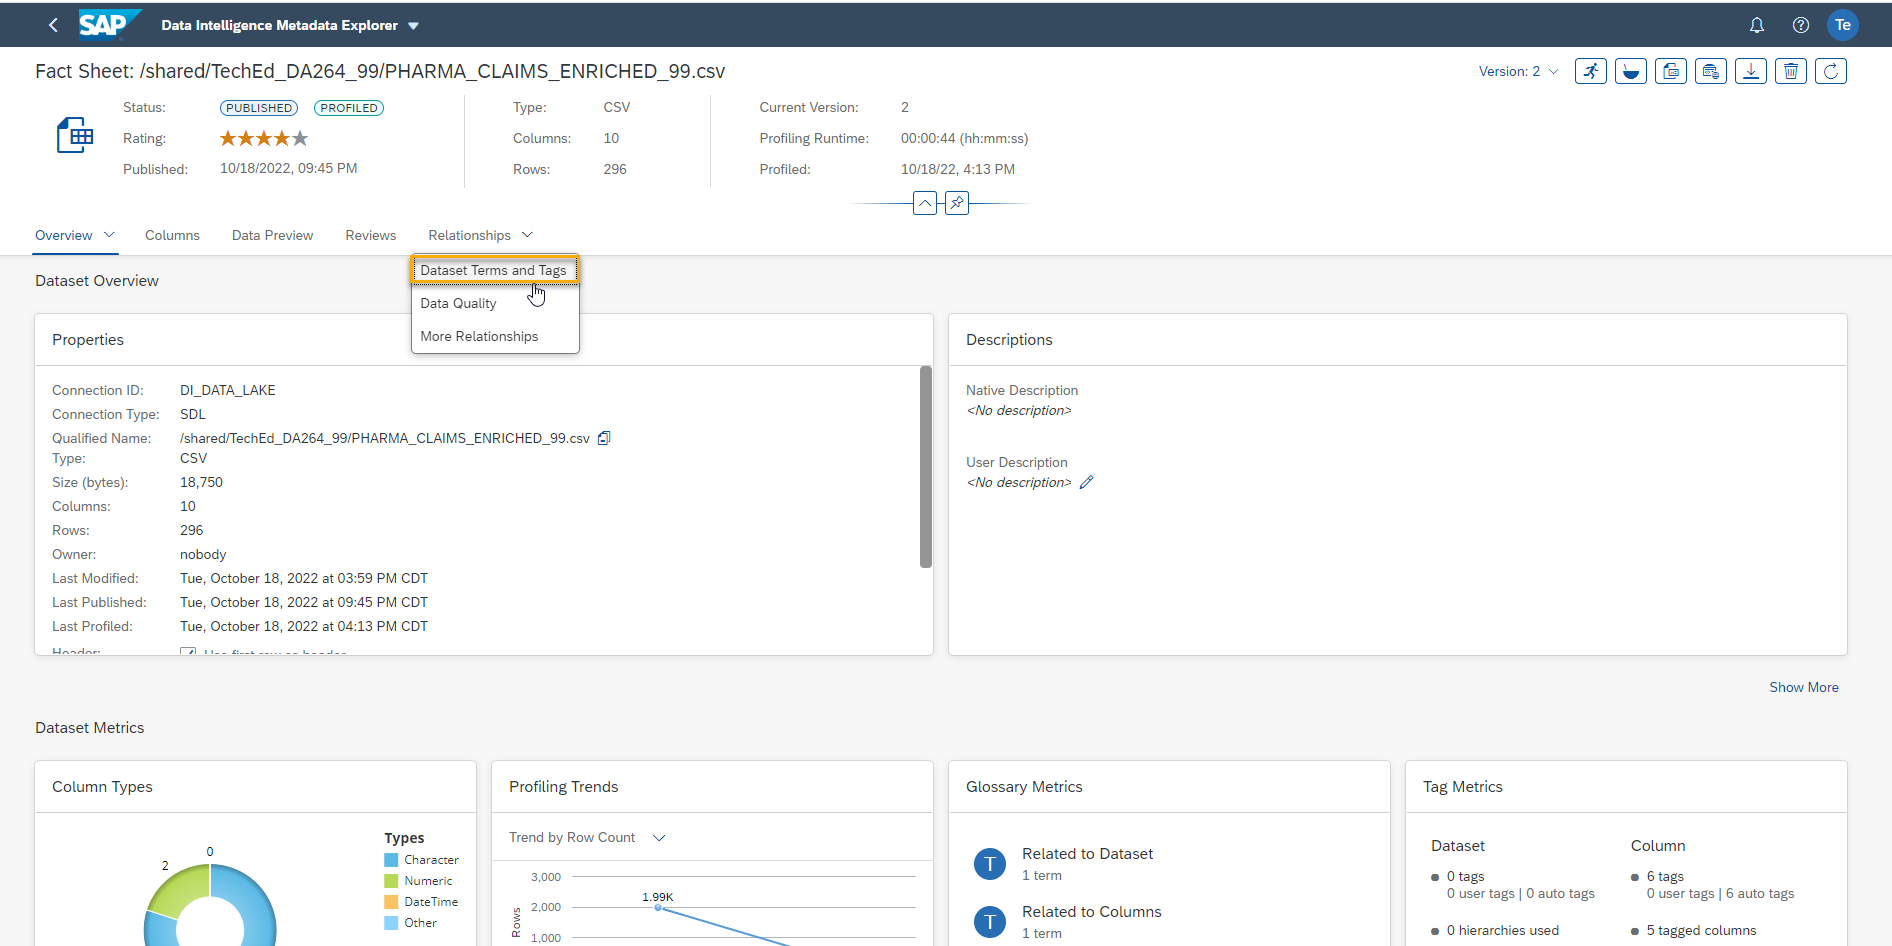 SAP Data Intelligence Metadata Explorer Te
Fact Sheet: /shared/TechEd_DA264_99/PHARMA_CLAIMS_ENRICHED_99.csv Version: 2
Status: PUBLISHED PROFILED Type: CSV Current Version: 2
Rating: Columns: 10 Profiling Runtime: 00:00:44 (hh:mm:ss)
Published: 10/18/2022, 09:45 PM Rows: 296 Profiled: 10/18/22, 4:13 PM
Overview Columns Data Preview Reviews Relationships
Dataset Terms and Tags
Data Quality
More Relationships
Dataset Overview
Properties
Connection ID: DI_DATA_LAKE
Connection Type: SDL
Qualified Name: /shared/TechEd_DA264_99/PHARMA_CLAIMS_ENRICHED_99.csv
Type: CSV
Size (bytes): 18,750
Columns: 10
Rows: 296
Owner: nobody
Last Modified: Tue, October 18, 2022 at 03:59 PM CDT
Last Published: Tue, October 18, 2022 at 09:45 PM CDT
Last Profiled: Tue, October 18, 2022 at 04:13 PM CDT
Header: Use first row as header
Descriptions
Native Description
<No description>
User Description
<No description>
Show More
Dataset Metrics
Column Types
0
2
Types
Character
Numeric
DateTime
Other
Profiling Trends
Trend by Row Count
3,000
2,000
1,000
Rows
1.99K
Glossary Metrics
T Related to Dataset
1 term
T Related to Columns
1 term
Tag Metrics
Dataset
0 tags
0 user tags | 0 auto tags
0 hierarchies used
Column
6 tags
0 user tags | 6 auto tags
5 tagged columns